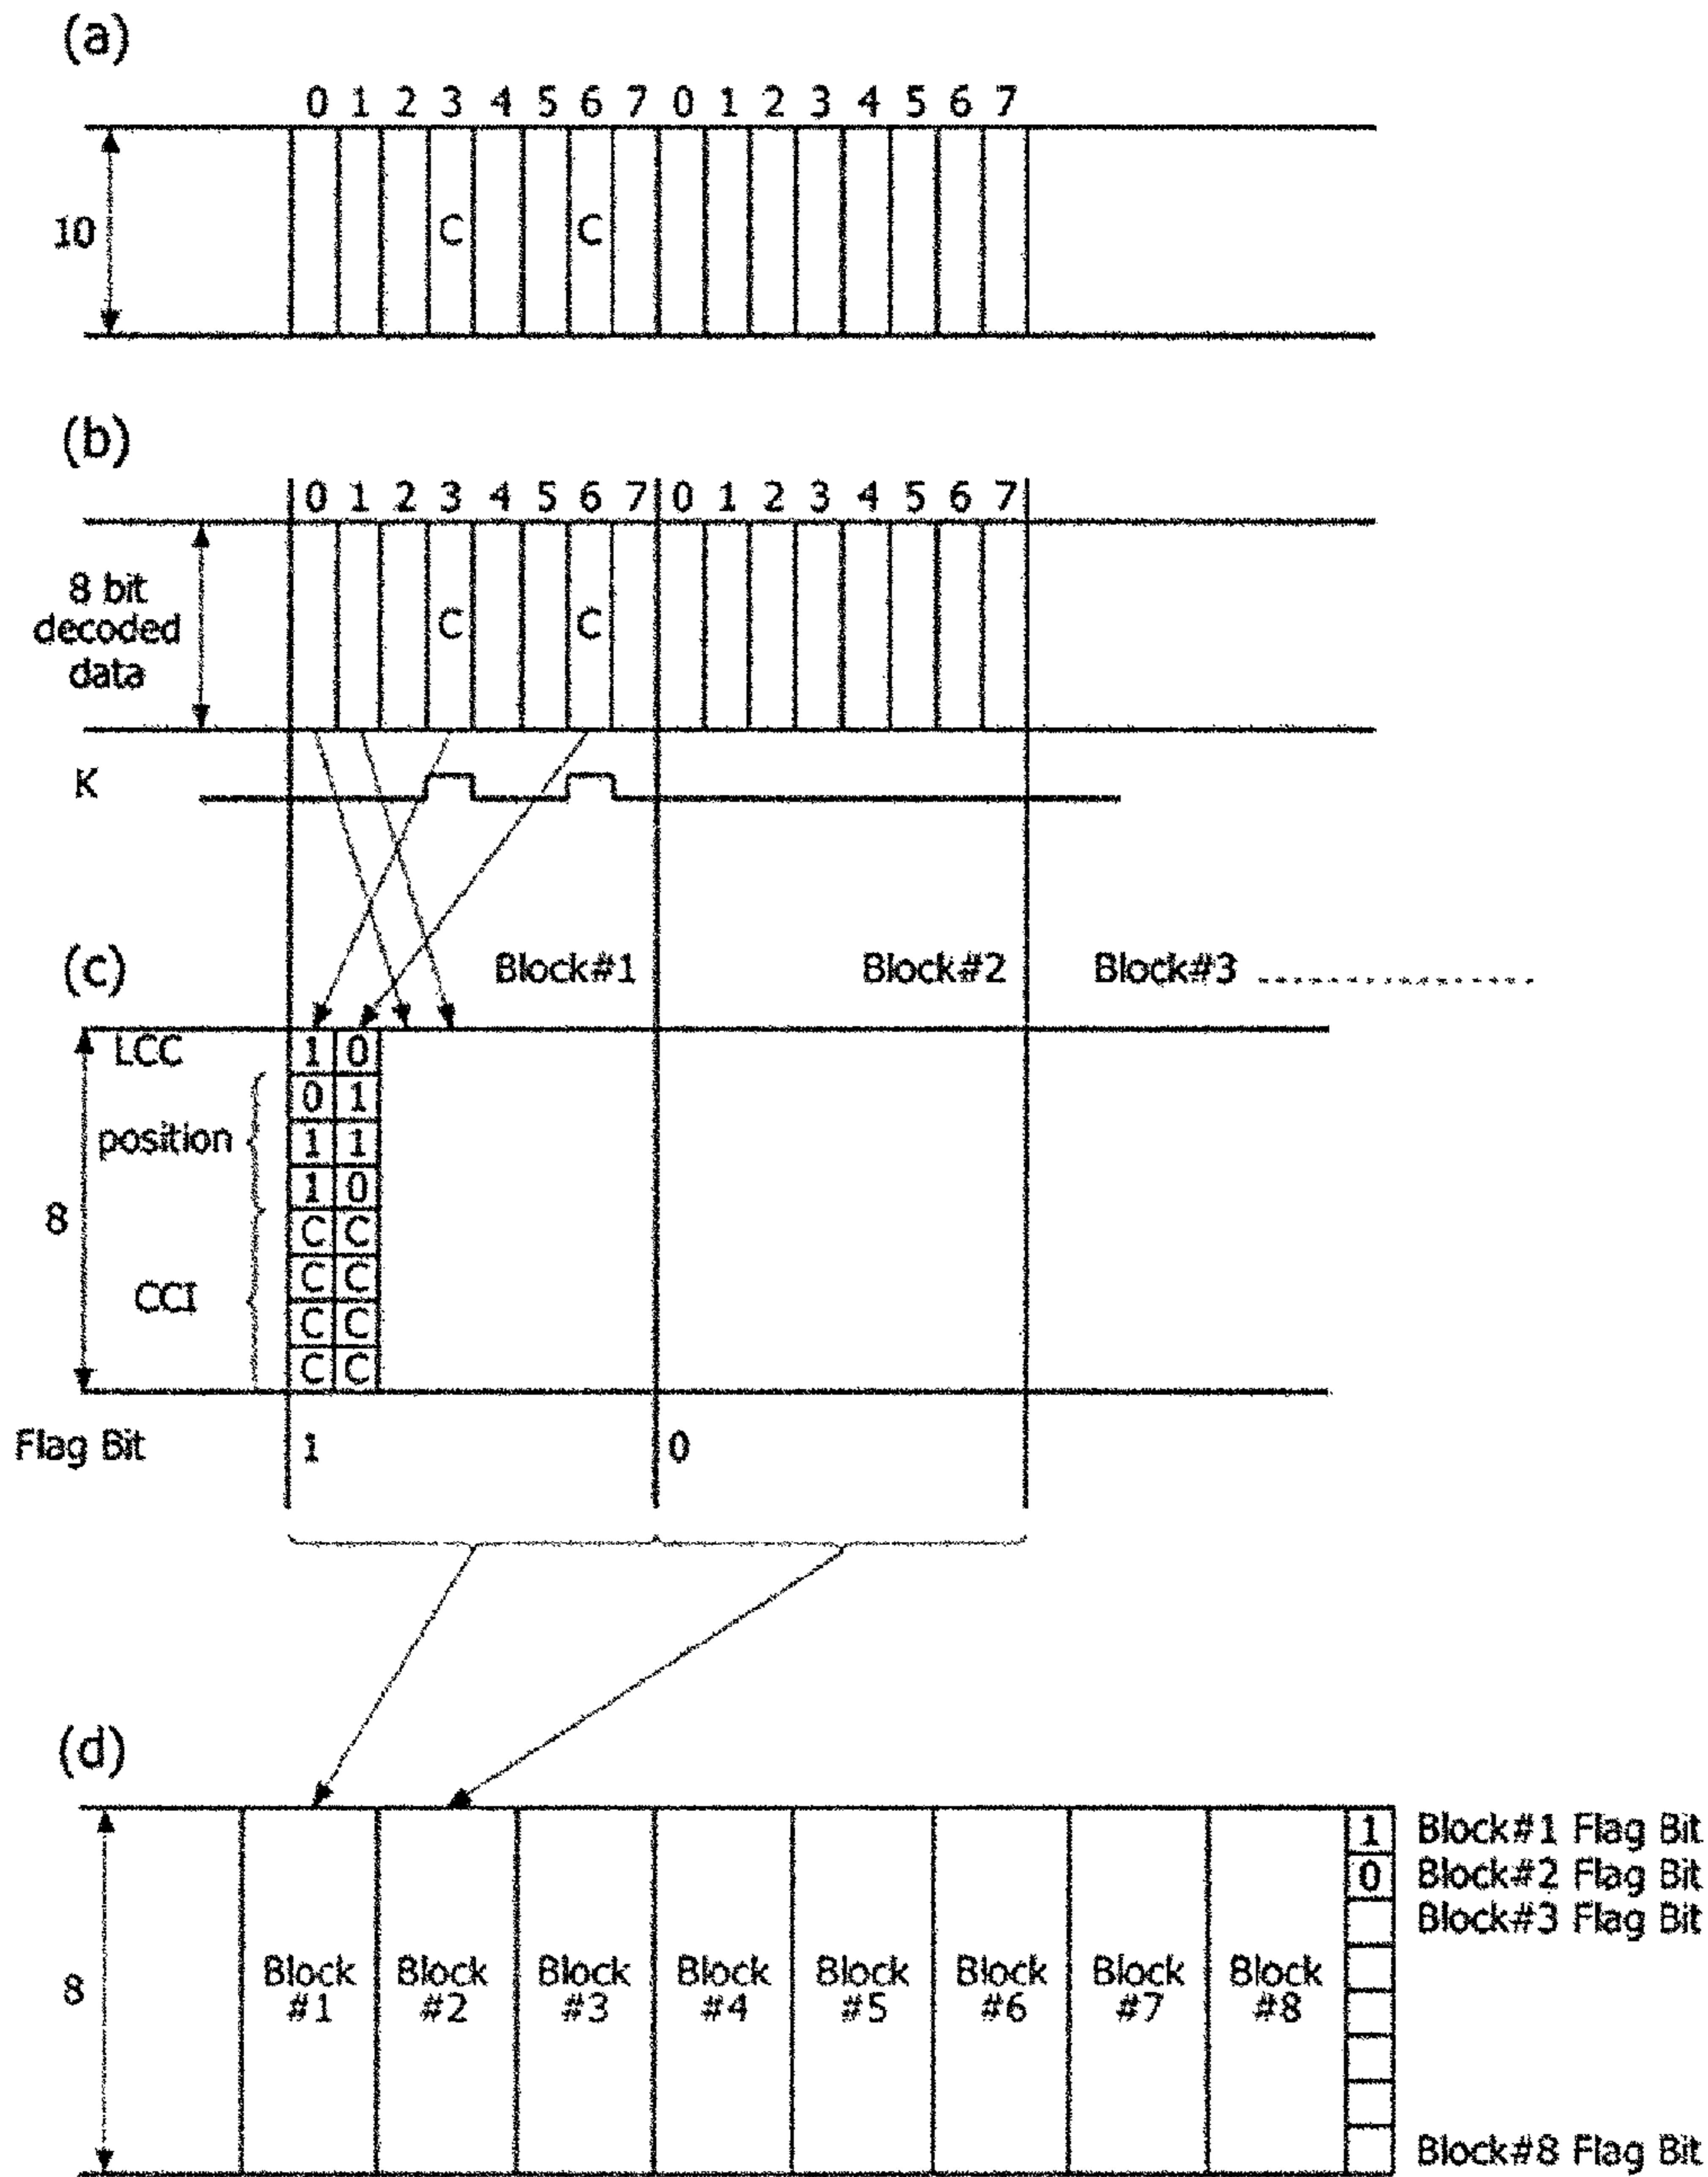 (a)
0 1 2 3 4 5 6 7 0 1 2 3 4 5 6 7
10
C C
(b)
0 1 2 3 4 5 6 7 0 1 2 3 4 5 6 7
8 bit
decoded
data
C C
K
(c)
Block#1 Block#2 Block#3
LCC 1 0
0 1
position 1 1
1 0
8
C C
C C
CCI
C C
C C
Flag Bit 1 0
(d)
1 Block#1 Flag Bit
0 Block#2 Flag Bit
Block#3 Flag Bit
8
Block Block Block Block Block Block Block Block
#1 #2 #3 #4 #5 #6 #7 #8
Block#8 Flag Bit